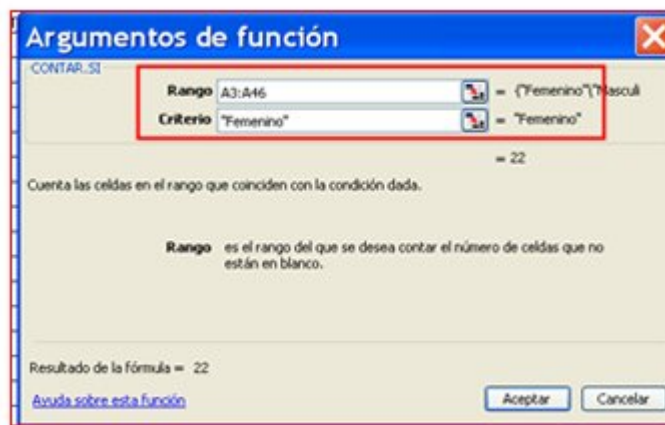 Argumentos de función
CONTAR.SI
Rango A3:A46 = {"Femenino"\"Masculi
Criterio "Femenino" = "Femenino"
= 22
Cuenta las celdas en el rango que coinciden con la condición dada.
Rango es el rango del que se desea contar el número de celdas que no
están en blanco.
Resultado de la fórmula = 22
Ayuda sobre esta función Aceptar Cancelar